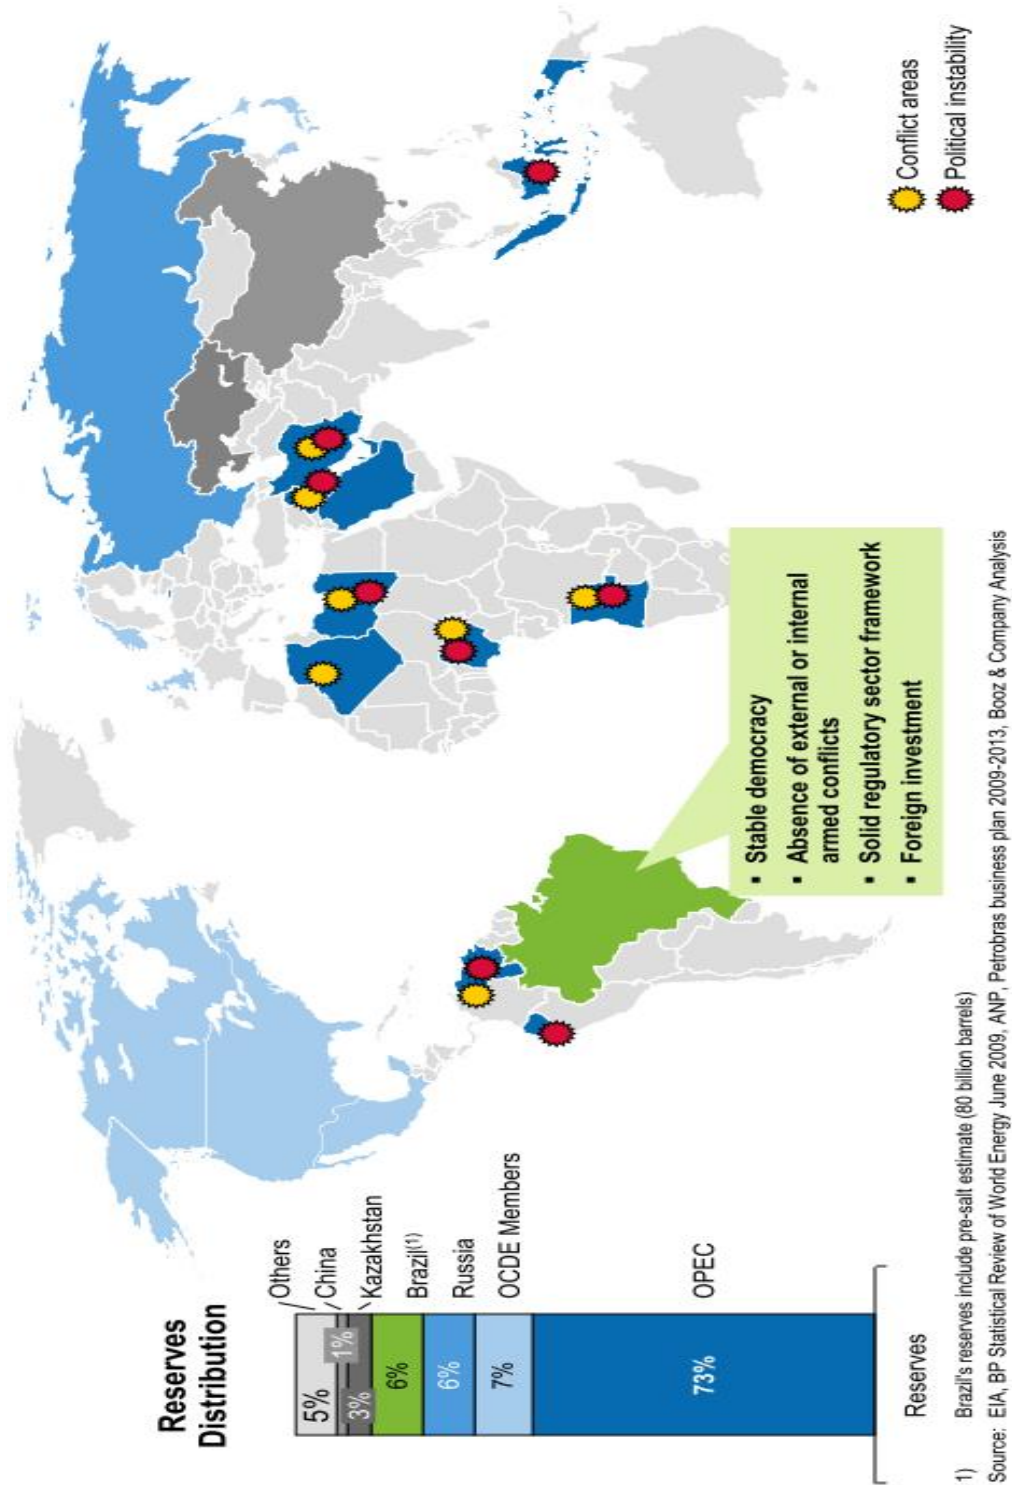 Reserves
Distribution
Others
China
Kazakhstan
Brazil(1)
Russia
OCDE Members
OPEC
5%
1%
3%
6%
6%
7%
73%
Reserves
▪ Stable democracy
▪ Absence of external or internal
armed conflicts
▪ Solid regulatory sector framework
▪ Foreign investment
Conflict areas
Political instability
1) Brazil's reserves include pre-salt estimate (80 billion barrels)
Source: EIA, BP Statistical Review of World Energy June 2009, ANP, Petrobras business plan 2009-2013, Booz & Company Analysis